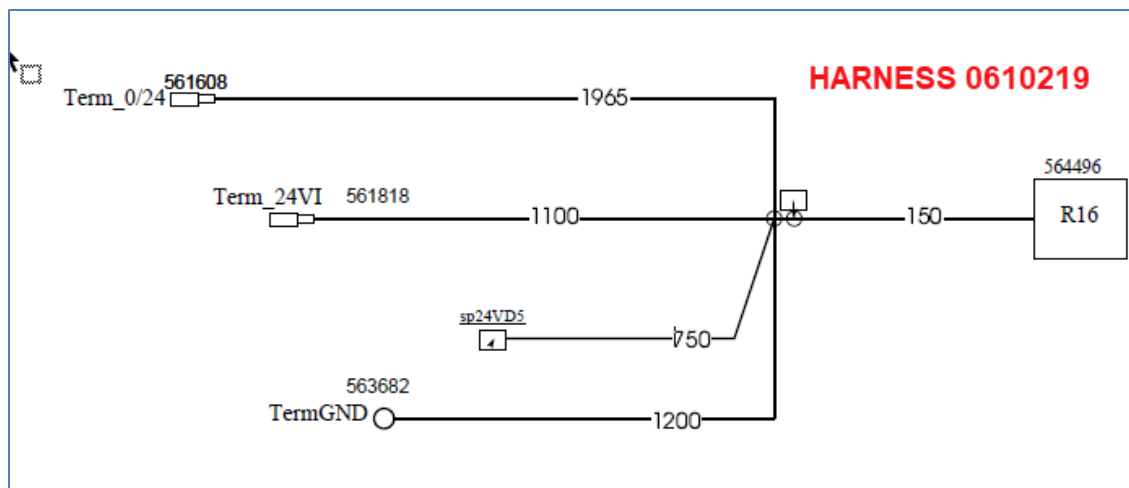 HARNESS 0610219
561608
Term_0/24
1965
564496
Term_24VI 561818
1100
150
R16
sp24VD5
750
563682
TermGND
1200